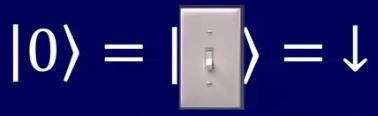 |0⟩ = | ⟩ = ↓